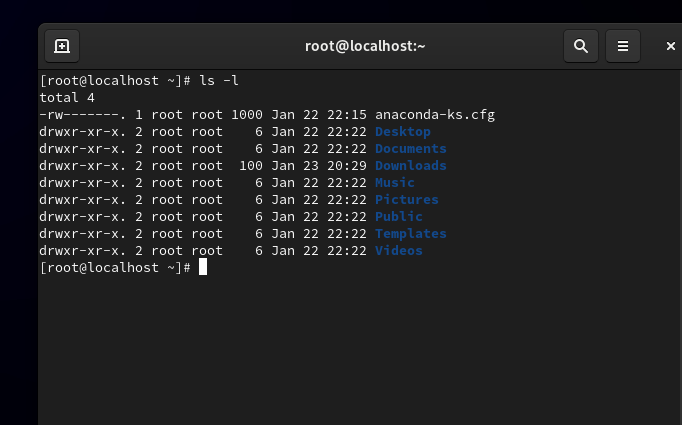 root@localhost:~
[root@localhost ~]# ls -l
total 4
-rw-------. 1 root root 1000 Jan 22 22:15 anaconda-ks.cfg
drwxr-xr-x. 2 root root    6 Jan 22 22:22 Desktop
drwxr-xr-x. 2 root root    6 Jan 22 22:22 Documents
drwxr-xr-x. 2 root root  100 Jan 23 20:29 Downloads
drwxr-xr-x. 2 root root    6 Jan 22 22:22 Music
drwxr-xr-x. 2 root root    6 Jan 22 22:22 Pictures
drwxr-xr-x. 2 root root    6 Jan 22 22:22 Public
drwxr-xr-x. 2 root root    6 Jan 22 22:22 Templates
drwxr-xr-x. 2 root root    6 Jan 22 22:22 Videos
[root@localhost ~]#